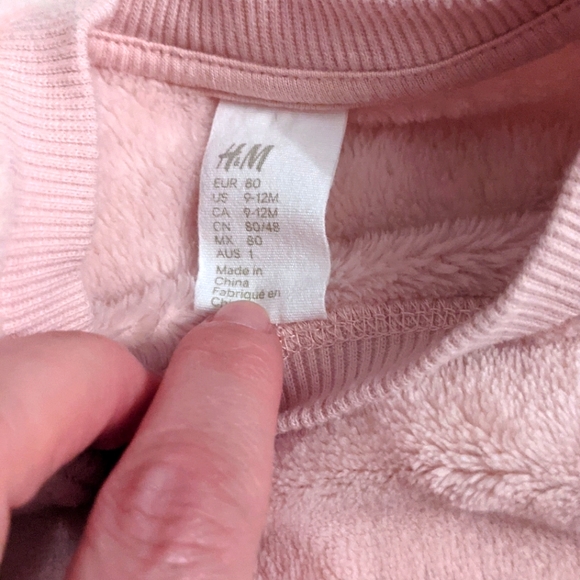 H&M
EUR 80
US 9-12M
CA 9-12M
CN 80/48
MX 80
AUS 1
Made in
China
Fabriqué en